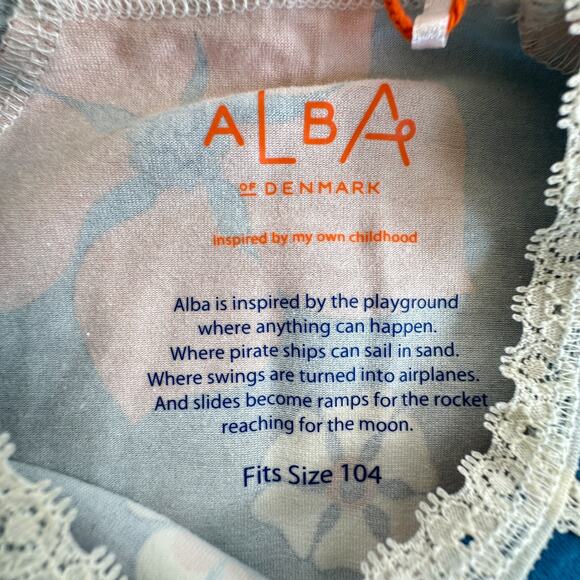 ALBA
OF DENMARK
inspired by my own childhood
Alba is inspired by the playground
where anything can happen.
Where pirate ships can sail in sand.
Where swings are turned into airplanes.
And slides become ramps for the rocket
reaching for the moon.
Fits Size 104